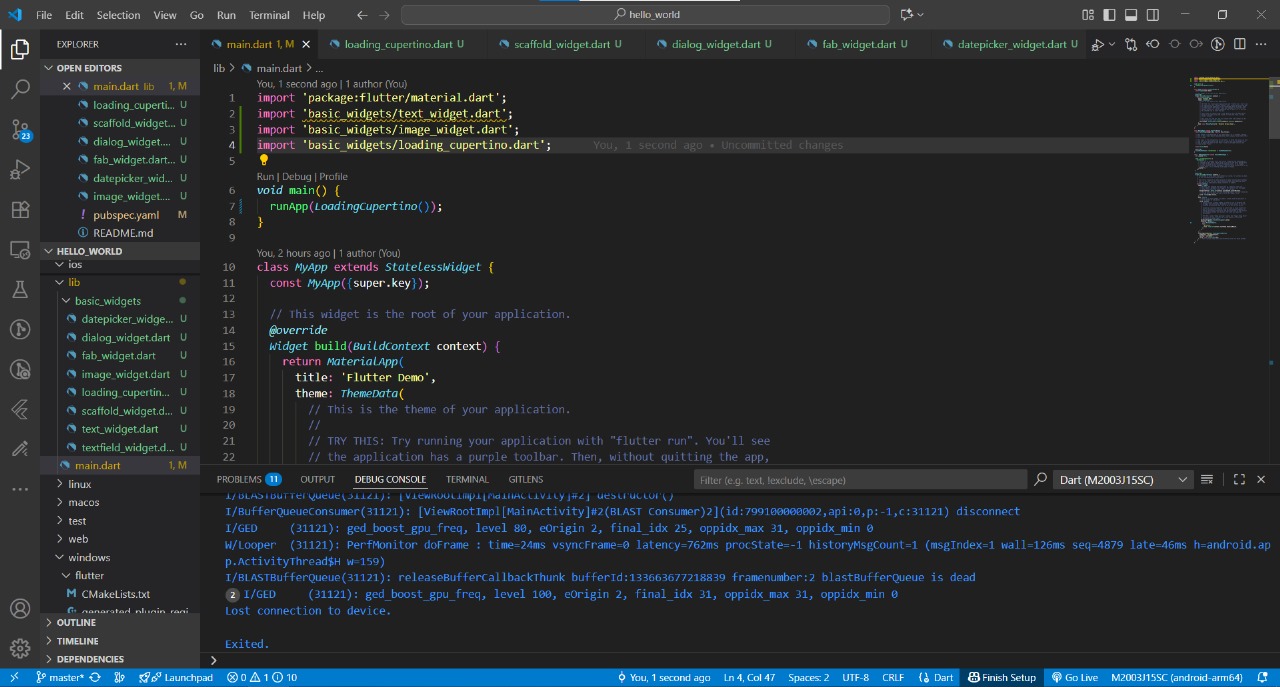 File Edit Selection View Go Run Terminal Help
hello_world
EXPLORER
OPEN EDITORS
main.dart lib 1, M
loading_cuperti... U
scaffold_widget... U
dialog_widget.... U
fab_widget.dart... U
datepicker_wid... U
image_widget.... U
pubspec.yaml M
README.md
HELLO_WORLD
ios
lib
basic_widgets
datepicker_widge... U
dialog_widget.dart U
fab_widget.dart U
image_widget.dart U
loading_cupertin... U
scaffold_widget.d... U
text_widget.dart U
textfield_widget.d... U
main.dart 1, M
linux
macos
test
web
windows
flutter
CMakeLists.txt
generated_plugin_regi
OUTLINE
TIMELINE
DEPENDENCIES
23
main.dart 1, M
loading_cupertino.dart U
scaffold_widget.dart U
dialog_widget.dart U
fab_widget.dart U
datepicker_widget.dart U
lib > main.dart > ...
You, 1 second ago | 1 author (You)
1 import 'package:flutter/material.dart';
2 import 'basic_widgets/text_widget.dart';
3 import 'basic_widgets/image_widget.dart';
4 import 'basic_widgets/loading_cupertino.dart'; You, 1 second ago • Uncommitted changes
5
Run | Debug | Profile
6 void main() {
7 runApp(LoadingCupertino());
8 }
9
You, 2 hours ago | 1 author (You)
10 class MyApp extends StatelessWidget {
11 const MyApp({super.key});
12
13 // This widget is the root of your application.
14 @override
15 Widget build(BuildContext context) {
16 return MaterialApp(
17 title: 'Flutter Demo',
18 theme: ThemeData(
19 // This is the theme of your application.
20 //
21 // TRY THIS: Try running your application with "flutter run". You'll see
22 // the application has a purple toolbar. Then, without quitting the app,
PROBLEMS 11 OUTPUT DEBUG CONSOLE TERMINAL GITLENS
Filter (e.g. text, !exclude, \escape)
Dart (M2003J15SC)
I/BLASTBufferQueue(31121): [ViewRootImpl[MainActivity]#2] destructor()
I/BufferQueueConsumer(31121): [ViewRootImpl[MainActivity]#2(BLAST Consumer)2](id:799100000002,api:0,p:-1,c:31121) disconnect
I/GED (31121): ged_boost_gpu_freq, level 80, eOrigin 2, final_idx 25, oppidx_max 31, oppidx_min 0
W/Looper (31121): PerfMonitor doFrame : time=24ms vsyncFrame=0 latency=762ms procState=-1 historyMsgCount=1 (msgIndex=1 wall=126ms seq=4879 late=46ms h=android.ap
p.ActivityThread$H w=159)
I/BLASTBufferQueue(31121): releaseBufferCallbackThunk bufferId:133663677218839 framenumber:2 blastBufferQueue is dead
2 I/GED (31121): ged_boost_gpu_freq, level 100, eOrigin 2, final_idx 31, oppidx_max 31, oppidx_min 0
Lost connection to device.
Exited.
master* Launchpad 0 1 10 You, 1 second ago Ln 4, Col 47 Spaces: 2 UTF-8 CRLF {} Dart Finish Setup Go Live M2003J15SC (android-arm64)